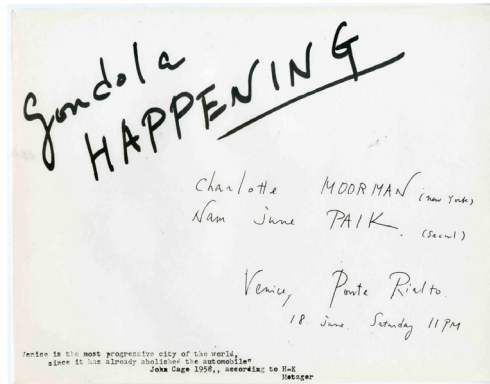 Gondola
HAPPENING
Charlotte MOORMAN (new York)
Nam June PAIK. (Seoul)
Venice, Ponte Rialto.
18. June. Saturday 11 PM
Venice is the most progressive city of the world,
since it has already abolished the automobile"
John Cage 1958,, according to H-K
Metzger